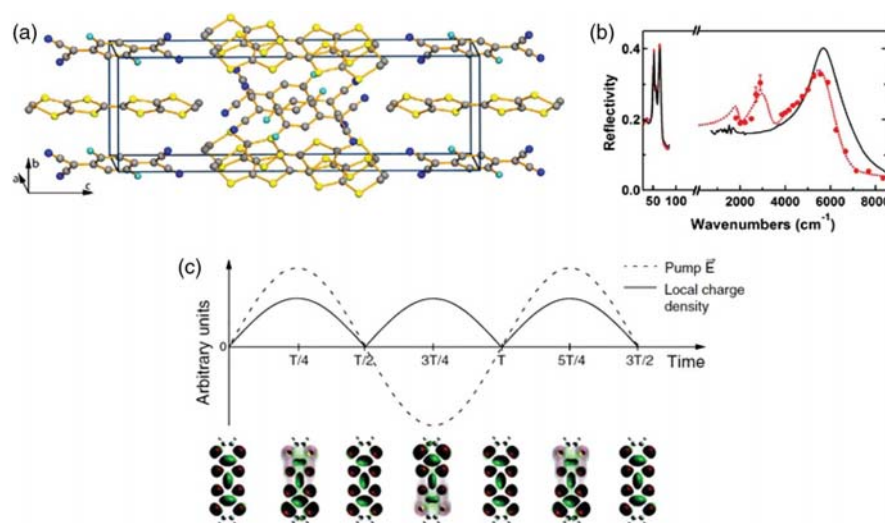 (a)
b
a
c
(b)
Reflectivity
0.4
0.2
0.0
50 100 2000 4000 6000 8000
Wavenumbers (cm⁻¹)
(c)
Arbitrary units
0
T/4 T/2 3T/4 T 5T/4 3T/2 Time
Pump E⃗
Local charge
density